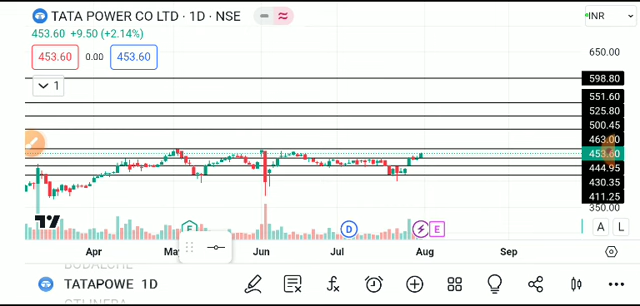 TATA POWER CO LTD · 1D · NSE
INR
453.60 +9.50 (+2.14%)
453.60 0.00 453.60
1
650.00
598.80
551.60
525.80
500.45
463.00
453.60
444.95
430.35
411.25
350.00
E D E
A L
Apr May Jun Jul Aug Sep
TATAPOWE 1D